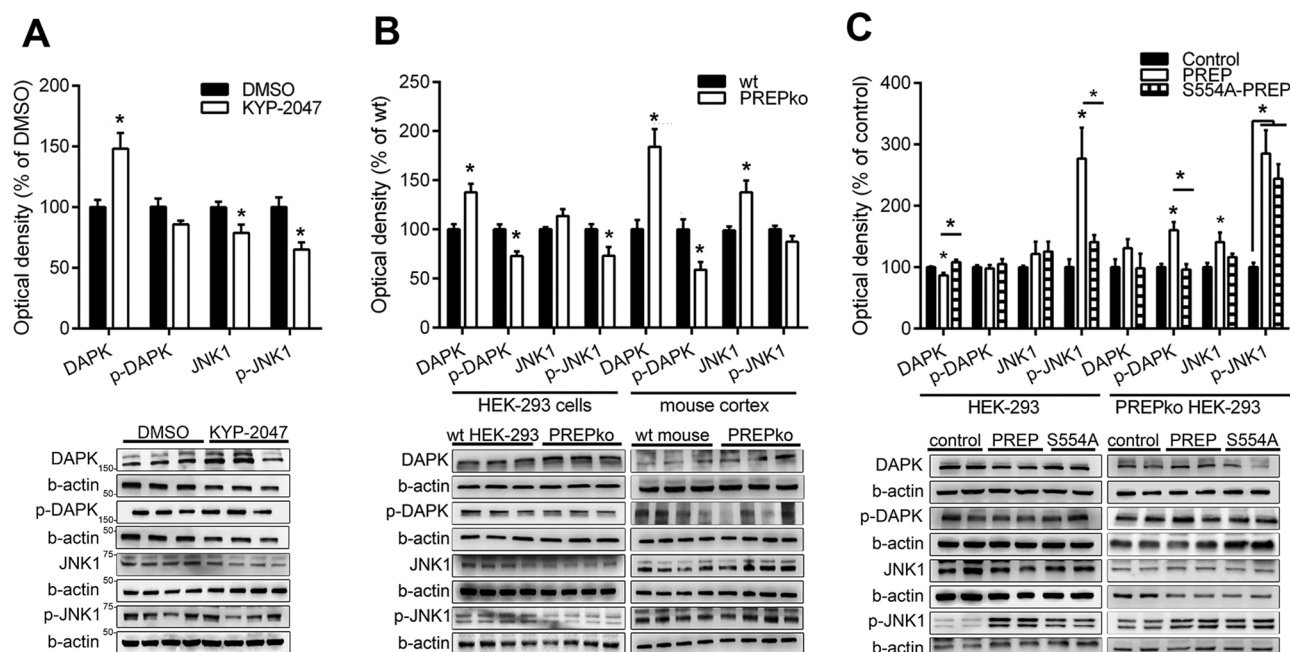 A
DMSO
KYP-2047
Optical density (% of DMSO)
200
150
100
50
0
*
*
*
DAPK
p-DAPK
JNK1
p-JNK1
DMSO KYP-2047
DAPK
150
b-actin
50
p-DAPK
150
b-actin
50
JNK1
75
b-actin
50
p-JNK1
75
b-actin
50
B
wt
PREPko
Optical density (% of wt)
250
200
150
100
50
0
*
*
*
*
*
*
DAPK
p-DAPK
JNK1
p-JNK1
DAPK
p-DAPK
JNK1
p-JNK1
HEK-293 cells
mouse cortex
wt HEK-293 PREPko
wt mouse PREPko
DAPK
b-actin
p-DAPK
b-actin
JNK1
b-actin
p-JNK1
b-actin
C
Control
PREP
S554A-PREP
Optical density (% of control)
400
300
200
100
0
*
*
*
*
*
*
*
*
DAPK
p-DAPK
JNK1
p-JNK1
DAPK
p-DAPK
JNK1
p-JNK1
HEK-293
PREPko HEK-293
control PREP S554A
control PREP S554A
DAPK
b-actin
p-DAPK
b-actin
JNK1
b-actin
p-JNK1
b-actin